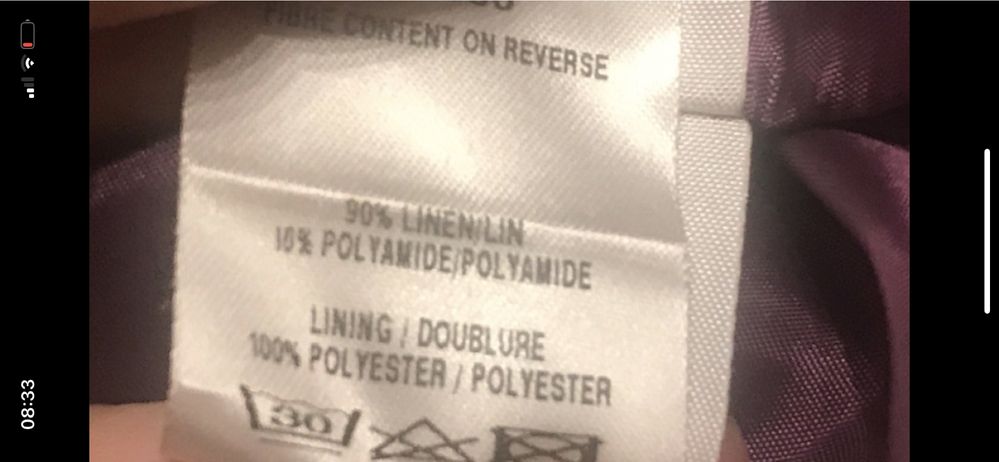 FIBRE CONTENT ON REVERSE
90% LINEN/LIN
10% POLYAMIDE/POLYAMIDE
LINING / DOUBLURE
100% POLYESTER / POLYESTER
30
08:33